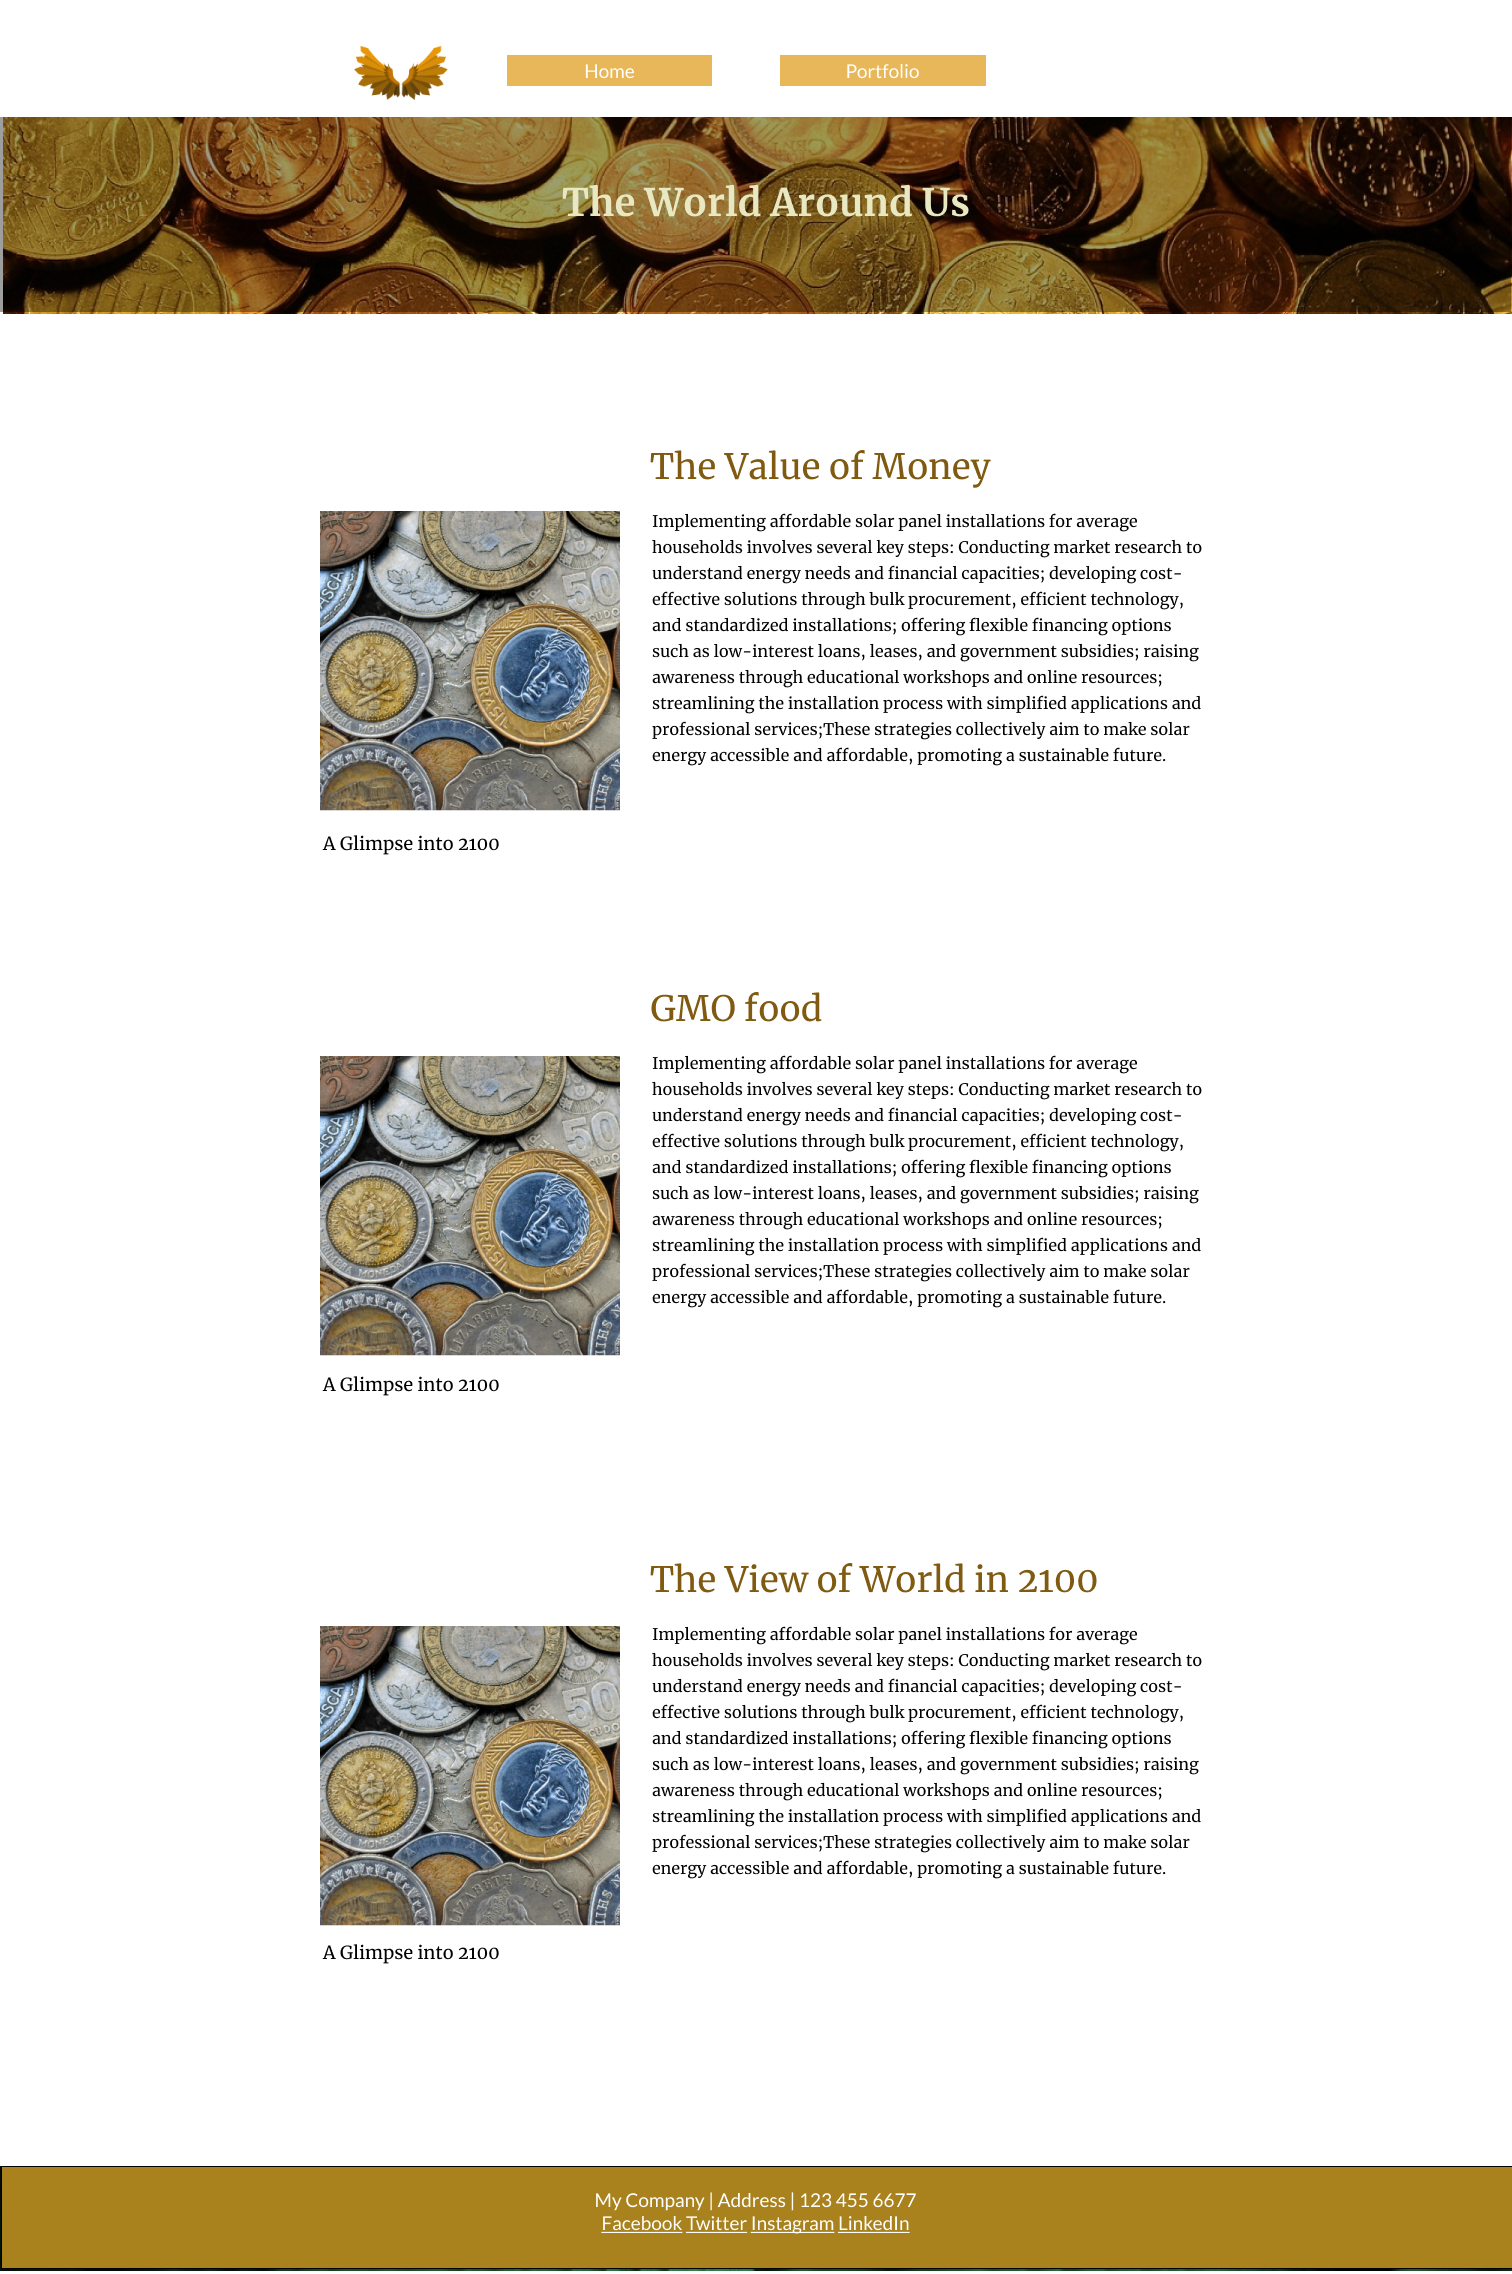 Home
Portfolio
The World Around Us
The Value of Money
Implementing affordable solar panel installations for average
households involves several key steps: Conducting market research to
understand energy needs and financial capacities; developing cost-
effective solutions through bulk procurement, efficient technology,
and standardized installations; offering flexible financing options
such as low-interest loans, leases, and government subsidies; raising
awareness through educational workshops and online resources;
streamlining the installation process with simplified applications and
professional services;These strategies collectively aim to make solar
energy accessible and affordable, promoting a sustainable future.
A Glimpse into 2100
GMO food
Implementing affordable solar panel installations for average
households involves several key steps: Conducting market research to
understand energy needs and financial capacities; developing cost-
effective solutions through bulk procurement, efficient technology,
and standardized installations; offering flexible financing options
such as low-interest loans, leases, and government subsidies; raising
awareness through educational workshops and online resources;
streamlining the installation process with simplified applications and
professional services;These strategies collectively aim to make solar
energy accessible and affordable, promoting a sustainable future.
A Glimpse into 2100
The View of World in 2100
Implementing affordable solar panel installations for average
households involves several key steps: Conducting market research to
understand energy needs and financial capacities; developing cost-
effective solutions through bulk procurement, efficient technology,
and standardized installations; offering flexible financing options
such as low-interest loans, leases, and government subsidies; raising
awareness through educational workshops and online resources;
streamlining the installation process with simplified applications and
professional services;These strategies collectively aim to make solar
energy accessible and affordable, promoting a sustainable future.
A Glimpse into 2100
My Company | Address | 123 455 6677
Facebook Twitter Instagram LinkedIn